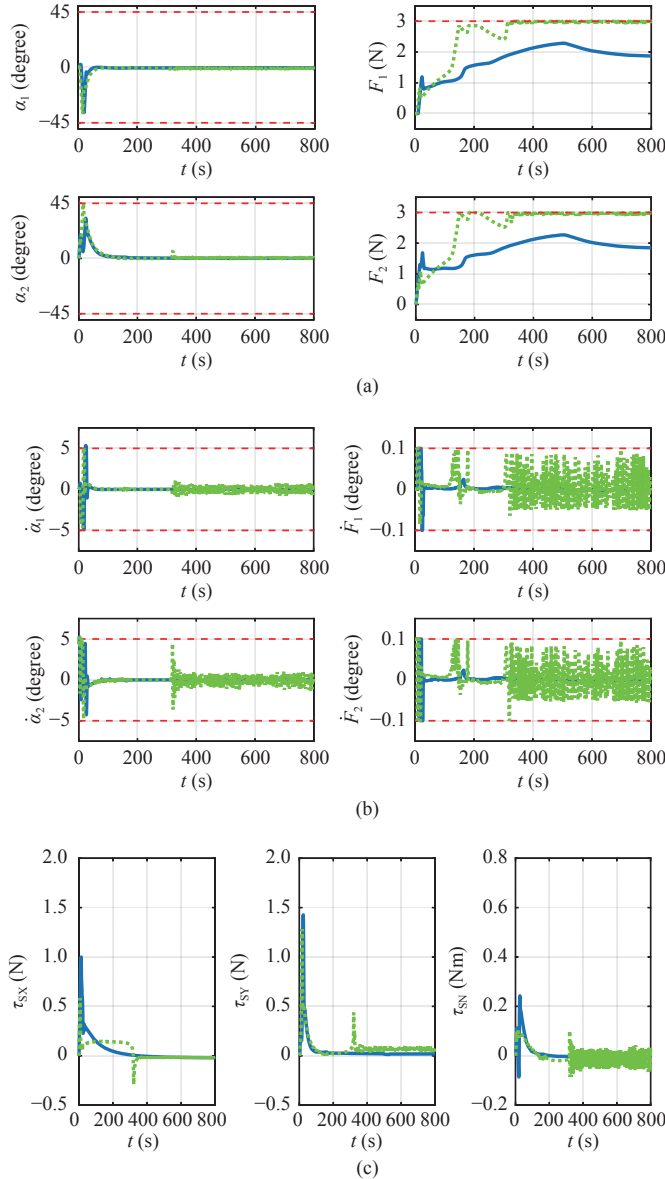 45
0
−45
α1 (degree)
0 200 400 600 800
t (s)
3
2
1
0
F1 (N)
0 200 400 600 800
t (s)
45
0
−45
α2 (degree)
0 200 400 600 800
t (s)
3
2
1
0
F2 (N)
0 200 400 600 800
t (s)
(a)
5
0
−5
α̇1 (degree)
0 200 400 600 800
t (s)
0.1
0
−0.1
Ḟ1 (degree)
0 200 400 600 800
t (s)
5
0
−5
α̇2 (degree)
0 200 400 600 800
t (s)
0.1
0
−0.1
Ḟ2 (degree)
0 200 400 600 800
t (s)
(b)
2.0
1.5
1.0
0.5
0
−0.5
τSX (N)
0 200 400 600 800
t (s)
2.0
1.5
1.0
0.5
0
−0.5
τSY (N)
0 200 400 600 800
t (s)
0.8
0.6
0.4
0.2
0
−0.2
τSN (Nm)
0 200 400 600 800
t (s)
(c)